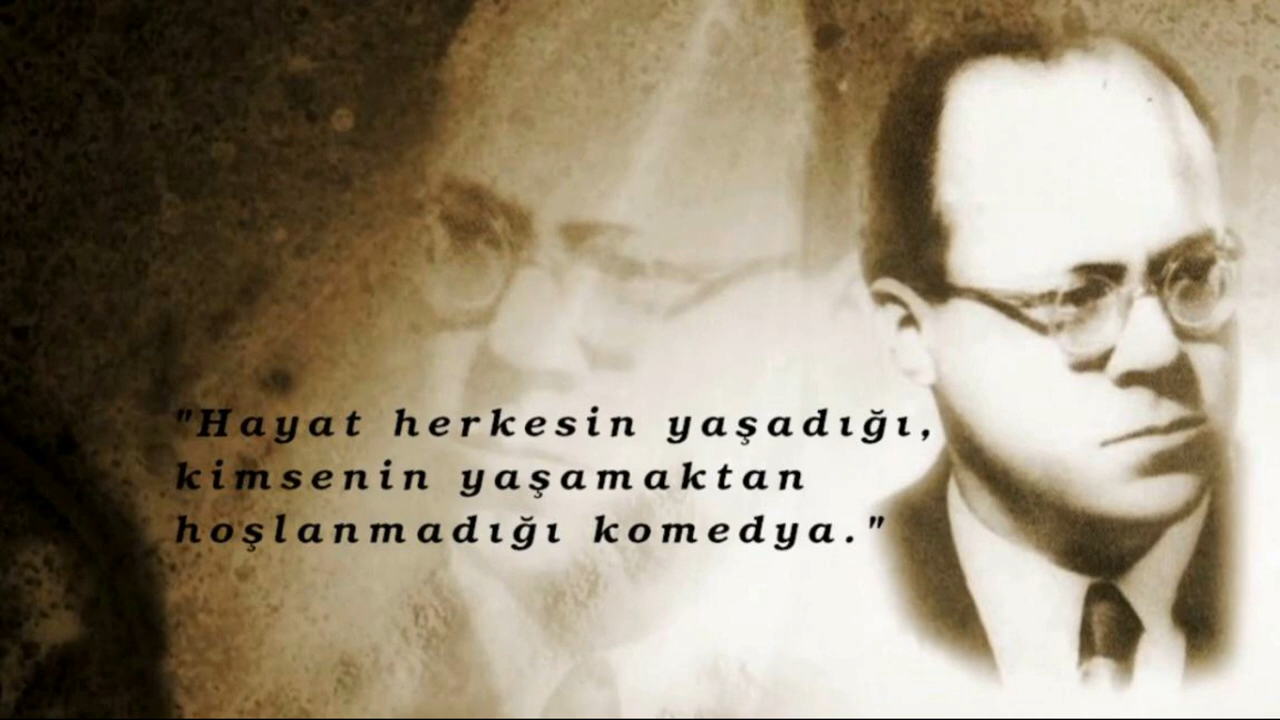 "Hayat herkesin yaşadığı,
kimsenin yaşamaktan
hoşlanmadığı komedya."